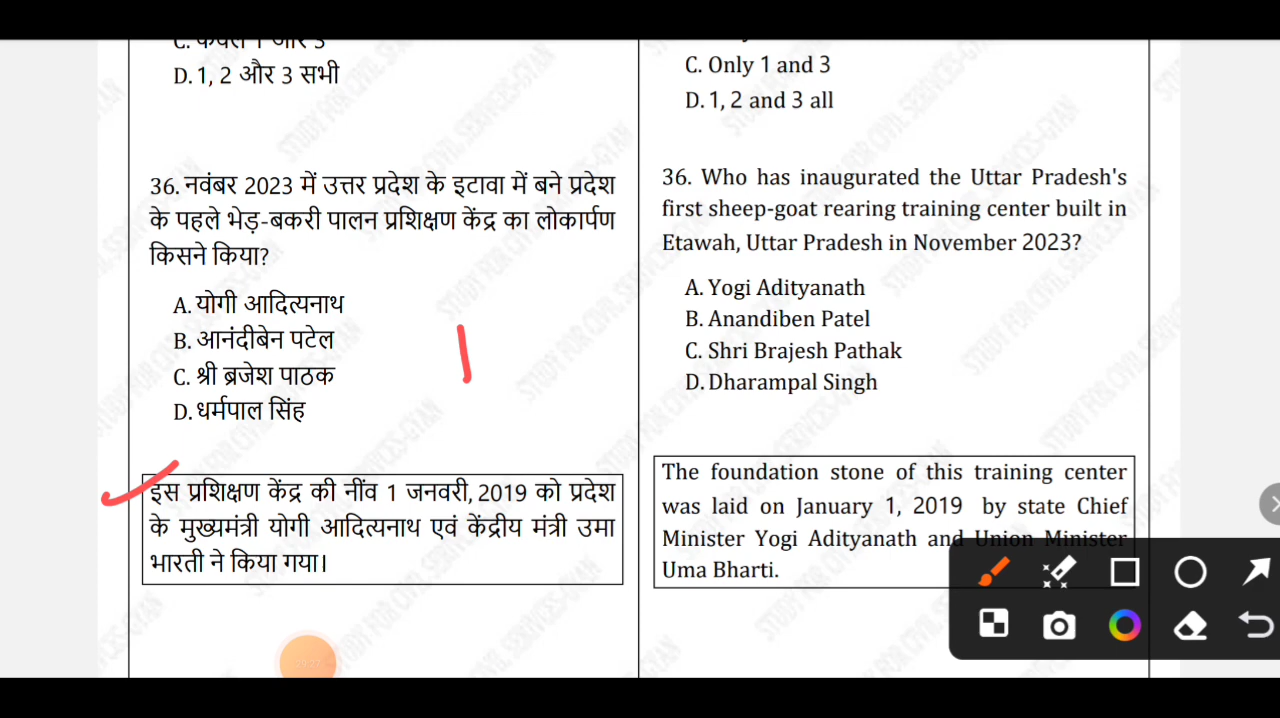 D. 1, 2 और 3 सभी
36. नवंबर 2023 में उत्तर प्रदेश के इटावा में बने प्रदेश
के पहले भेड़-बकरी पालन प्रशिक्षण केंद्र का लोकार्पण
किसने किया?
A. योगी आदित्यनाथ
B. आनंदीबेन पटेल
C. श्री ब्रजेश पाठक
D. धर्मपाल सिंह
इस प्रशिक्षण केंद्र की नींव 1 जनवरी, 2019 को प्रदेश
के मुख्यमंत्री योगी आदित्यनाथ एवं केंद्रीय मंत्री उमा
भारती ने किया गया।
C. Only 1 and 3
D. 1, 2 and 3 all
36. Who has inaugurated the Uttar Pradesh's
first sheep-goat rearing training center built in
Etawah, Uttar Pradesh in November 2023?
A. Yogi Adityanath
B. Anandiben Patel
C. Shri Brajesh Pathak
D. Dharampal Singh
The foundation stone of this training center
was laid on January 1, 2019 by state Chief
Minister Yogi Adityanath and Union Minister
Uma Bharti.